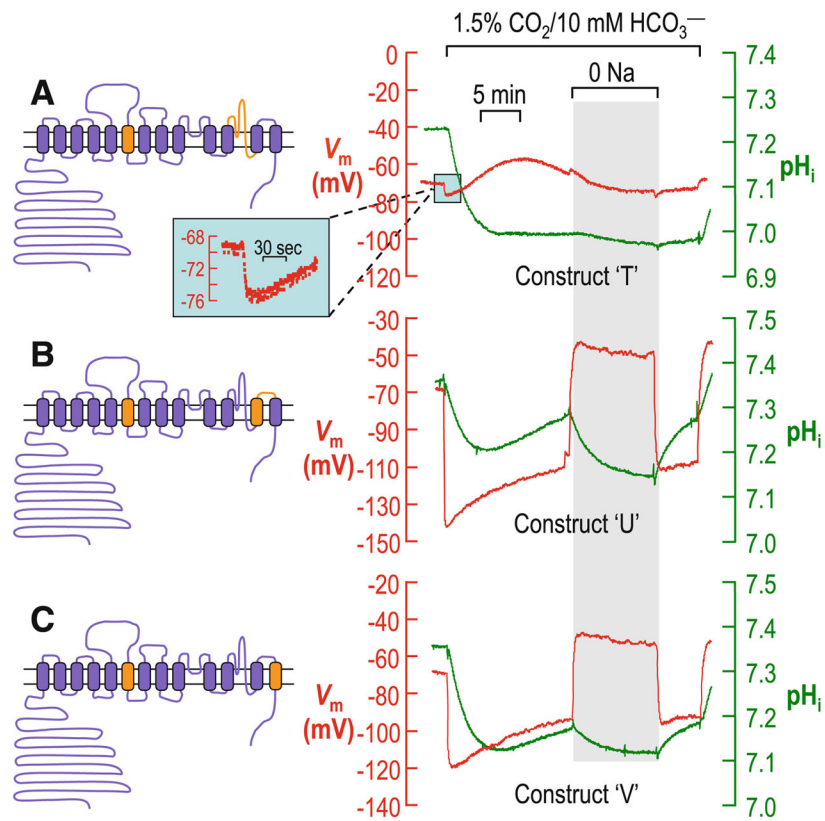 1.5% CO₂/10 mM HCO₃—
A
0
-20
-40
-60
-80
-100
-120
Vm
(mV)
5 min
0 Na
7.4
7.3
7.2
7.1
7.0
6.9
pHi
-68
-72
-76
30 sec
Construct ‘T’
B
-30
-50
-70
-90
-110
-130
-150
Vm
(mV)
7.5
7.4
7.3
7.2
7.1
7.0
pHi
Construct ‘U’
C
-20
-40
-60
-80
-100
-120
-140
Vm
(mV)
7.5
7.4
7.3
7.2
7.1
7.0
pHi
Construct ‘V’